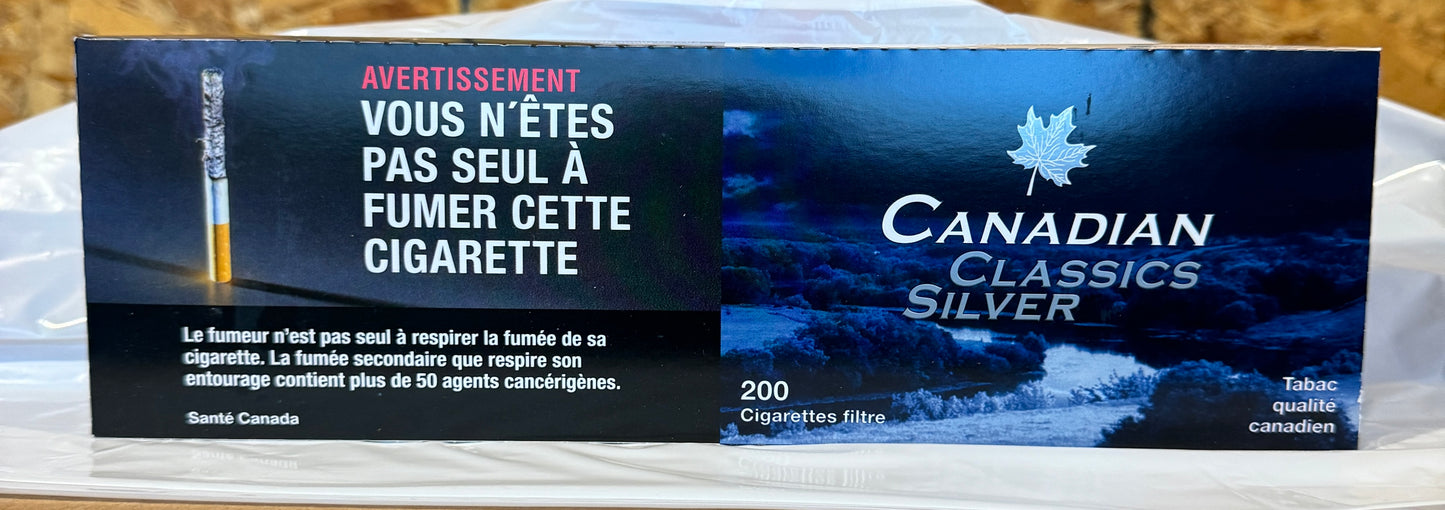 AVERTISSEMENT
VOUS N´ÊTES
PAS SEUL À
FUMER CETTE
CIGARETTE
Le fumeur n'est pas seul à respirer la fumée de sa
cigarette. La fumée secondaire que respire son
entourage contient plus de 50 agents cancérigènes.
Santé Canada
CANADIAN
CLASSICS
SILVER
200
Cigarettes filtre
Tabac
qualité
canadien